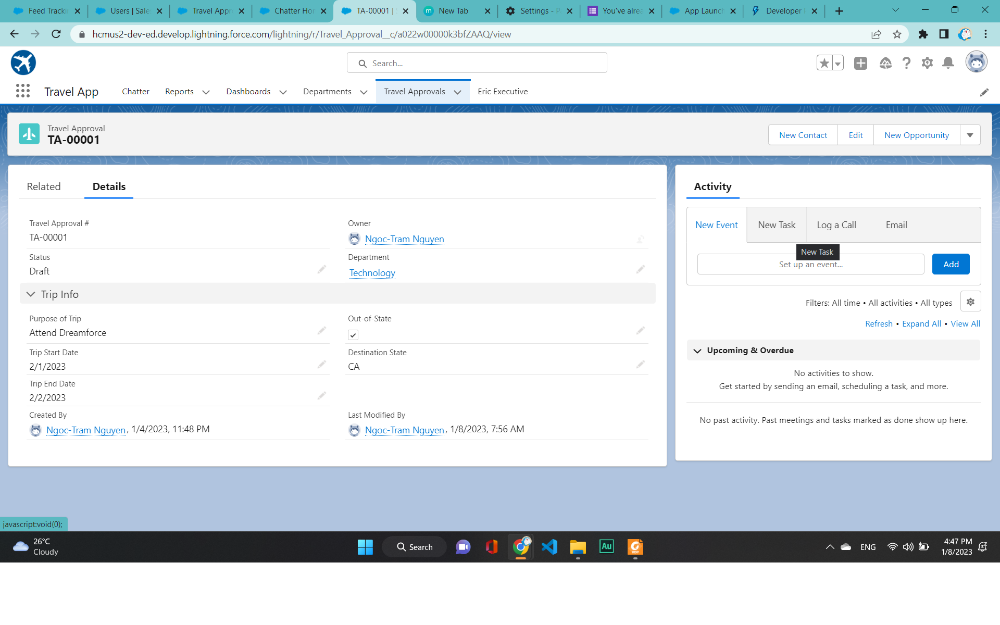 Feed Tracki
Users | Sale
Travel Appr
Chatter Hor
TA-00001 |
New Tab
Settings - P
You've alrea
App Launch
Developer
hcmus2-dev-ed.develop.lightning.force.com/lightning/r/Travel_Approval__c/a022w00000k3bfZAAQ/view
Search...
Travel App
Chatter
Reports
Dashboards
Departments
Travel Approvals
Eric Executive
Travel Approval
TA-00001
New Contact
Edit
New Opportunity
Related
Details
Travel Approval #
TA-00001
Owner
Ngoc-Tram Nguyen
Status
Draft
Department
Technology
Trip Info
Purpose of Trip
Attend Dreamforce
Out-of-State
Trip Start Date
2/1/2023
Destination State
CA
Trip End Date
2/2/2023
Created By
Ngoc-Tram Nguyen, 1/4/2023, 11:48 PM
Last Modified By
Ngoc-Tram Nguyen, 1/8/2023, 7:56 AM
Activity
New Event
New Task
Log a Call
Email
New Task
Set up an event...
Add
Filters: All time • All activities • All types
Refresh • Expand All • View All
Upcoming & Overdue
No activities to show.
Get started by sending an email, scheduling a task, and more.
No past activity. Past meetings and tasks marked as done show up here.
javascript:void(0);
26°C
Cloudy
Search
Au
PDF
ENG
4:47 PM
1/8/2023